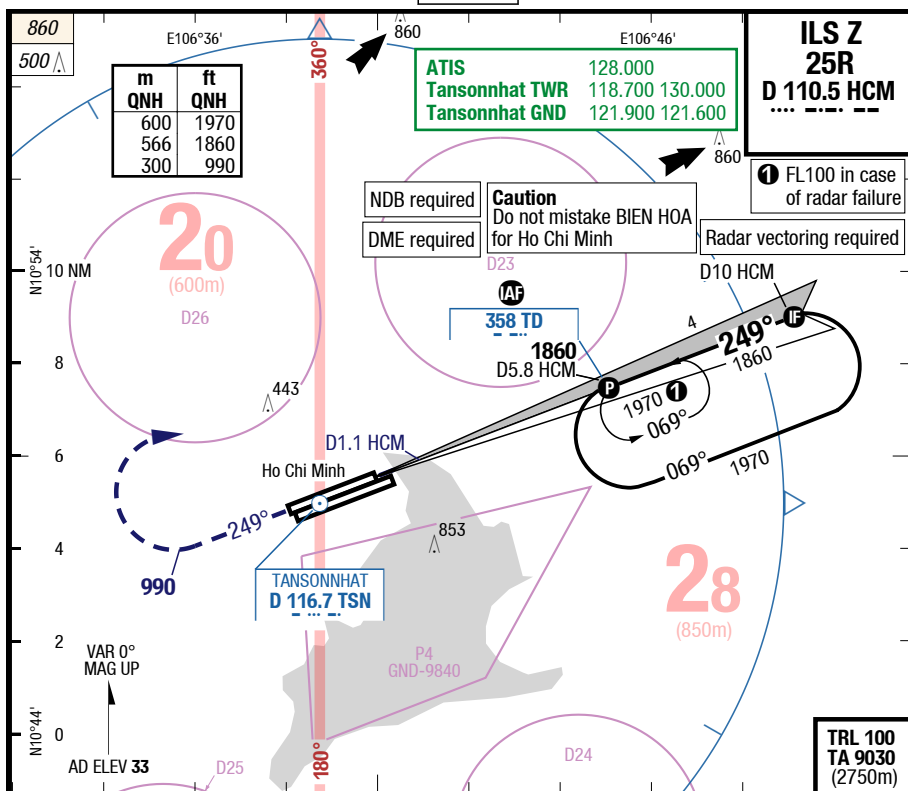 860
500
E106°36'
860
E106°46'
ILS Z
25R
D 110.5 HCM
m ft
QNH QNH
600 1970
566 1860
300 990
360°
ATIS 128.000
Tansonnhat TWR 118.700 130.000
Tansonnhat GND 121.900 121.600
860
1 FL100 in case
of radar failure
NDB required
DME required
Caution
Do not mistake BIEN HOA
for Ho Chi Minh
Radar vectoring required
N10°54'
10 NM
20
(600m)
D26
D23
D10 HCM
IAF
358 TD
4
249°
IF
1860
1860
D5.8 HCM
8
P
1970 1
069°
443
6
D1.1 HCM
Ho Chi Minh
069°
1970
249°
4
990
853
TANSONNHAT
D 116.7 TSN
28
(850m)
2
VAR 0°
MAG UP
P4
GND-9840
N10°44'
0
AD ELEV 33
D25
180°
D24
TRL 100
TA 9030
(2750m)